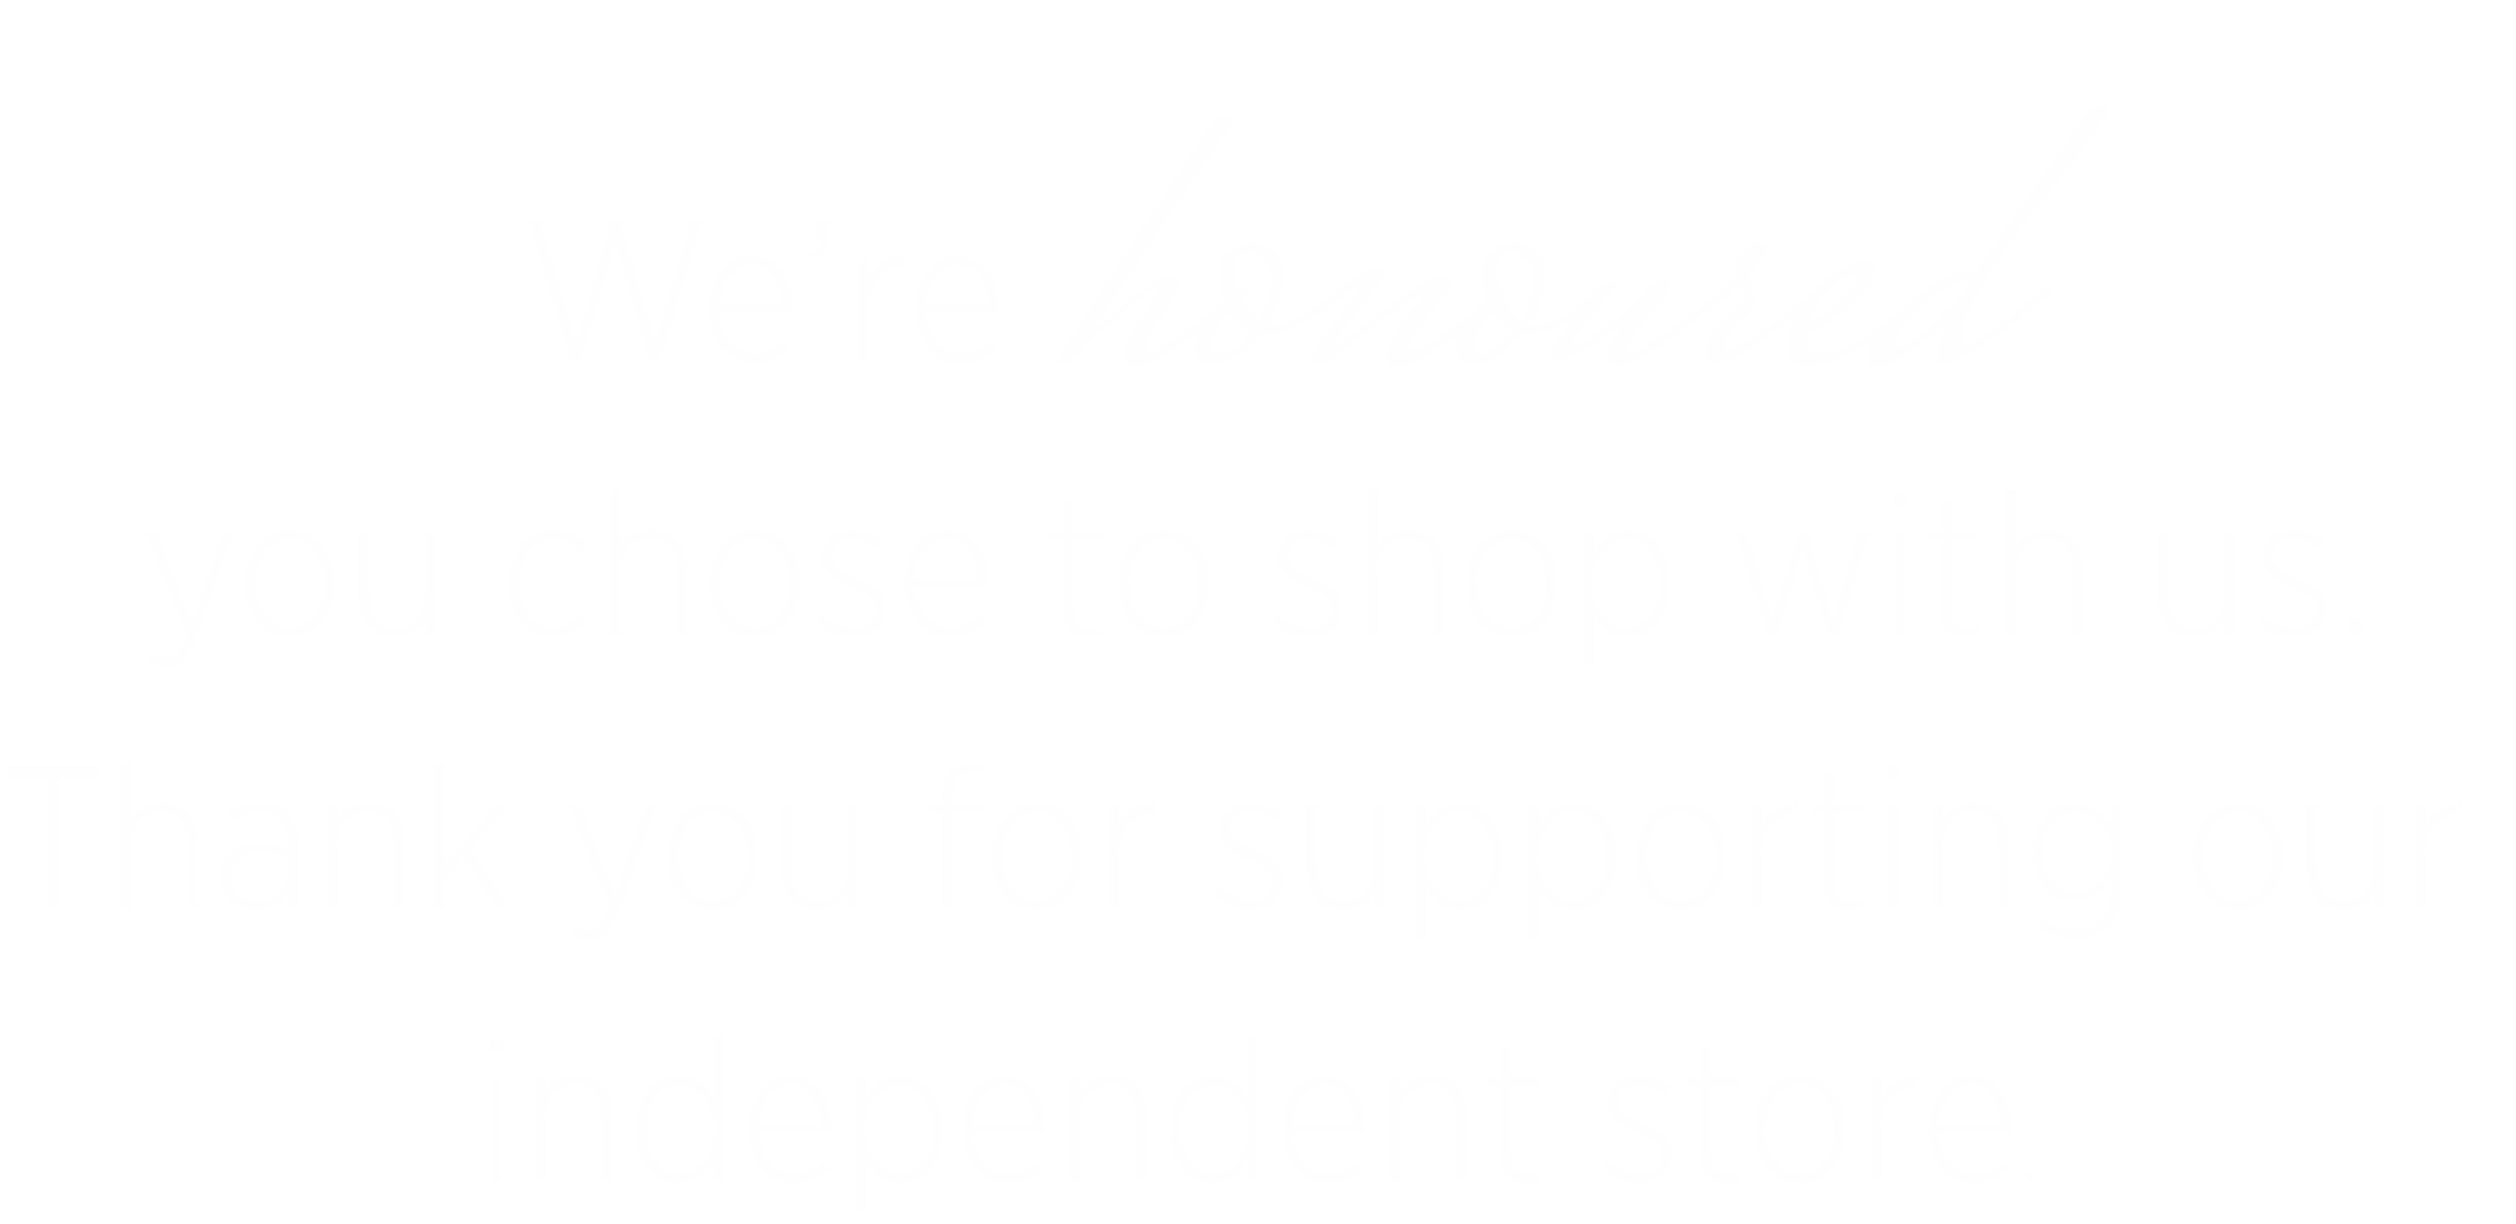 We're honoured
you chose to shop with us.
Thank you for supporting our
independent store